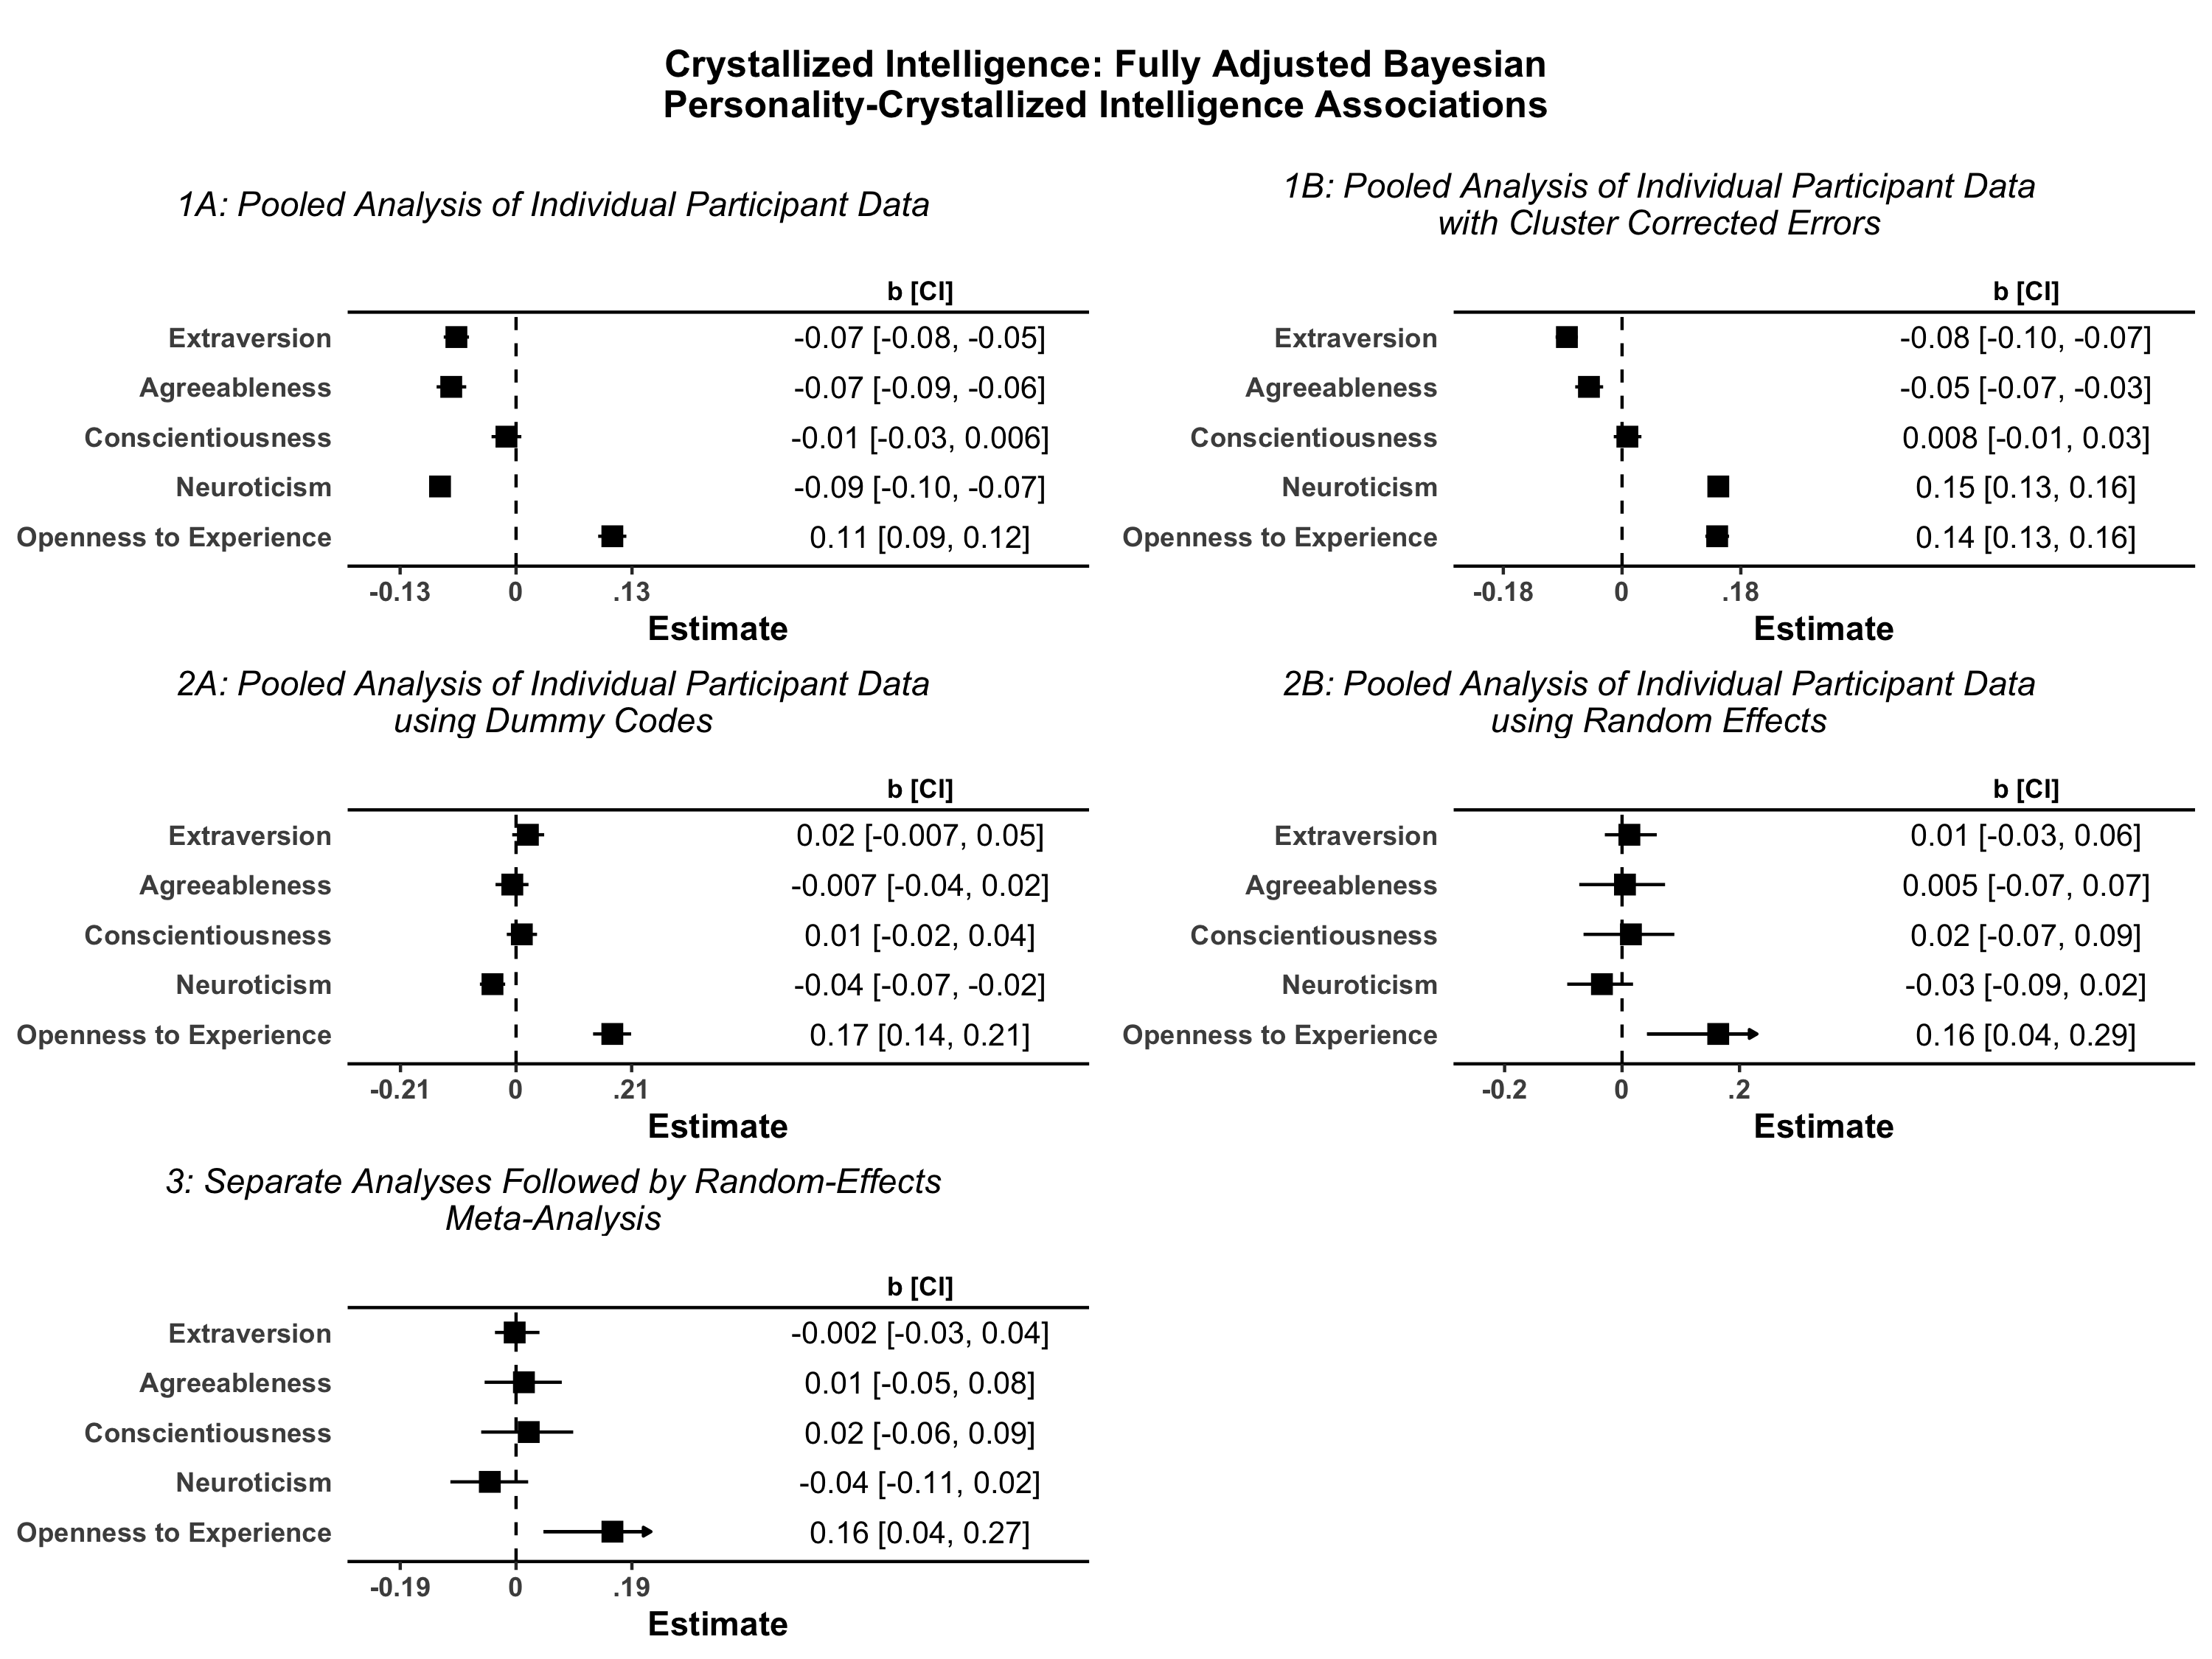 Crystallized Intelligence: Fully Adjusted Bayesian
Personality-Crystallized Intelligence Associations
1A: Pooled Analysis of Individual Participant Data
b [CI]
Extraversion -0.07 [-0.08, -0.05]
Agreeableness -0.07 [-0.09, -0.06]
Conscientiousness -0.01 [-0.03, 0.006]
Neuroticism -0.09 [-0.10, -0.07]
Openness to Experience 0.11 [0.09, 0.12]
-0.13 0 .13
Estimate
1B: Pooled Analysis of Individual Participant Data
with Cluster Corrected Errors
b [CI]
Extraversion -0.08 [-0.10, -0.07]
Agreeableness -0.05 [-0.07, -0.03]
Conscientiousness 0.008 [-0.01, 0.03]
Neuroticism 0.15 [0.13, 0.16]
Openness to Experience 0.14 [0.13, 0.16]
-0.18 0 .18
Estimate
2A: Pooled Analysis of Individual Participant Data
using Dummy Codes
b [CI]
Extraversion 0.02 [-0.007, 0.05]
Agreeableness -0.007 [-0.04, 0.02]
Conscientiousness 0.01 [-0.02, 0.04]
Neuroticism -0.04 [-0.07, -0.02]
Openness to Experience 0.17 [0.14, 0.21]
-0.21 0 .21
Estimate
2B: Pooled Analysis of Individual Participant Data
using Random Effects
b [CI]
Extraversion 0.01 [-0.03, 0.06]
Agreeableness 0.005 [-0.07, 0.07]
Conscientiousness 0.02 [-0.07, 0.09]
Neuroticism -0.03 [-0.09, 0.02]
Openness to Experience 0.16 [0.04, 0.29]
-0.2 0 .2
Estimate
3: Separate Analyses Followed by Random-Effects
Meta-Analysis
b [CI]
Extraversion -0.002 [-0.03, 0.04]
Agreeableness 0.01 [-0.05, 0.08]
Conscientiousness 0.02 [-0.06, 0.09]
Neuroticism -0.04 [-0.11, 0.02]
Openness to Experience 0.16 [0.04, 0.27]
-0.19 0 .19
Estimate